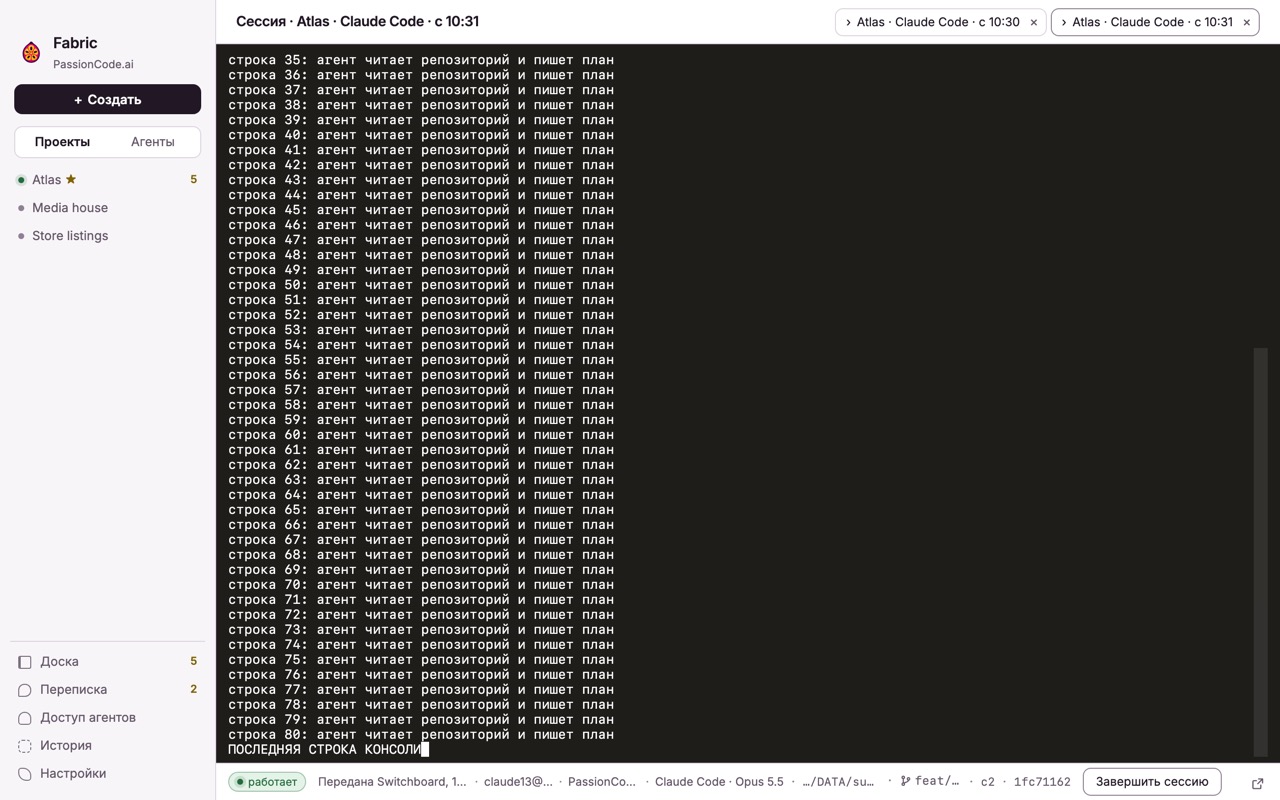 Fabric
PassionCode.ai
+ Создать
Проекты Агенты
Atlas ★ 5
Media house
Store listings
Доска 5
Переписка 2
Доступ агентов
История
Настройки
Сессия · Atlas · Claude Code · с 10:31
› Atlas · Claude Code · с 10:30 × › Atlas · Claude Code · с 10:31 ×
строка 35: агент читает репозиторий и пишет план
строка 36: агент читает репозиторий и пишет план
строка 37: агент читает репозиторий и пишет план
строка 38: агент читает репозиторий и пишет план
строка 39: агент читает репозиторий и пишет план
строка 40: агент читает репозиторий и пишет план
строка 41: агент читает репозиторий и пишет план
строка 42: агент читает репозиторий и пишет план
строка 43: агент читает репозиторий и пишет план
строка 44: агент читает репозиторий и пишет план
строка 45: агент читает репозиторий и пишет план
строка 46: агент читает репозиторий и пишет план
строка 47: агент читает репозиторий и пишет план
строка 48: агент читает репозиторий и пишет план
строка 49: агент читает репозиторий и пишет план
строка 50: агент читает репозиторий и пишет план
строка 51: агент читает репозиторий и пишет план
строка 52: агент читает репозиторий и пишет план
строка 53: агент читает репозиторий и пишет план
строка 54: агент читает репозиторий и пишет план
строка 55: агент читает репозиторий и пишет план
строка 56: агент читает репозиторий и пишет план
строка 57: агент читает репозиторий и пишет план
строка 58: агент читает репозиторий и пишет план
строка 59: агент читает репозиторий и пишет план
строка 60: агент читает репозиторий и пишет план
строка 61: агент читает репозиторий и пишет план
строка 62: агент читает репозиторий и пишет план
строка 63: агент читает репозиторий и пишет план
строка 64: агент читает репозиторий и пишет план
строка 65: агент читает репозиторий и пишет план
строка 66: агент читает репозиторий и пишет план
строка 67: агент читает репозиторий и пишет план
строка 68: агент читает репозиторий и пишет план
строка 69: агент читает репозиторий и пишет план
строка 70: агент читает репозиторий и пишет план
строка 71: агент читает репозиторий и пишет план
строка 72: агент читает репозиторий и пишет план
строка 73: агент читает репозиторий и пишет план
строка 74: агент читает репозиторий и пишет план
строка 75: агент читает репозиторий и пишет план
строка 76: агент читает репозиторий и пишет план
строка 77: агент читает репозиторий и пишет план
строка 78: агент читает репозиторий и пишет план
строка 79: агент читает репозиторий и пишет план
строка 80: агент читает репозиторий и пишет план
ПОСЛЕДНЯЯ СТРОКА КОНСОЛИ
работает Передана Switchboard, 1... · claude13@... · PassionCo... · Claude Code · Opus 5.5 · …/DATA/su… · feat/… · c2 · 1fc71162 Завершить сессию